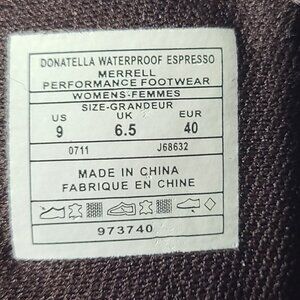 DONATELLA WATERPROOF ESPRESSO
MERRELL
PERFORMANCE FOOTWEAR
WOMENS-FEMMES
SIZE-GRANDEUR
US UK EUR
9 6.5 40
0711 J68632
MADE IN CHINA
FABRIQUE EN CHINE
973740